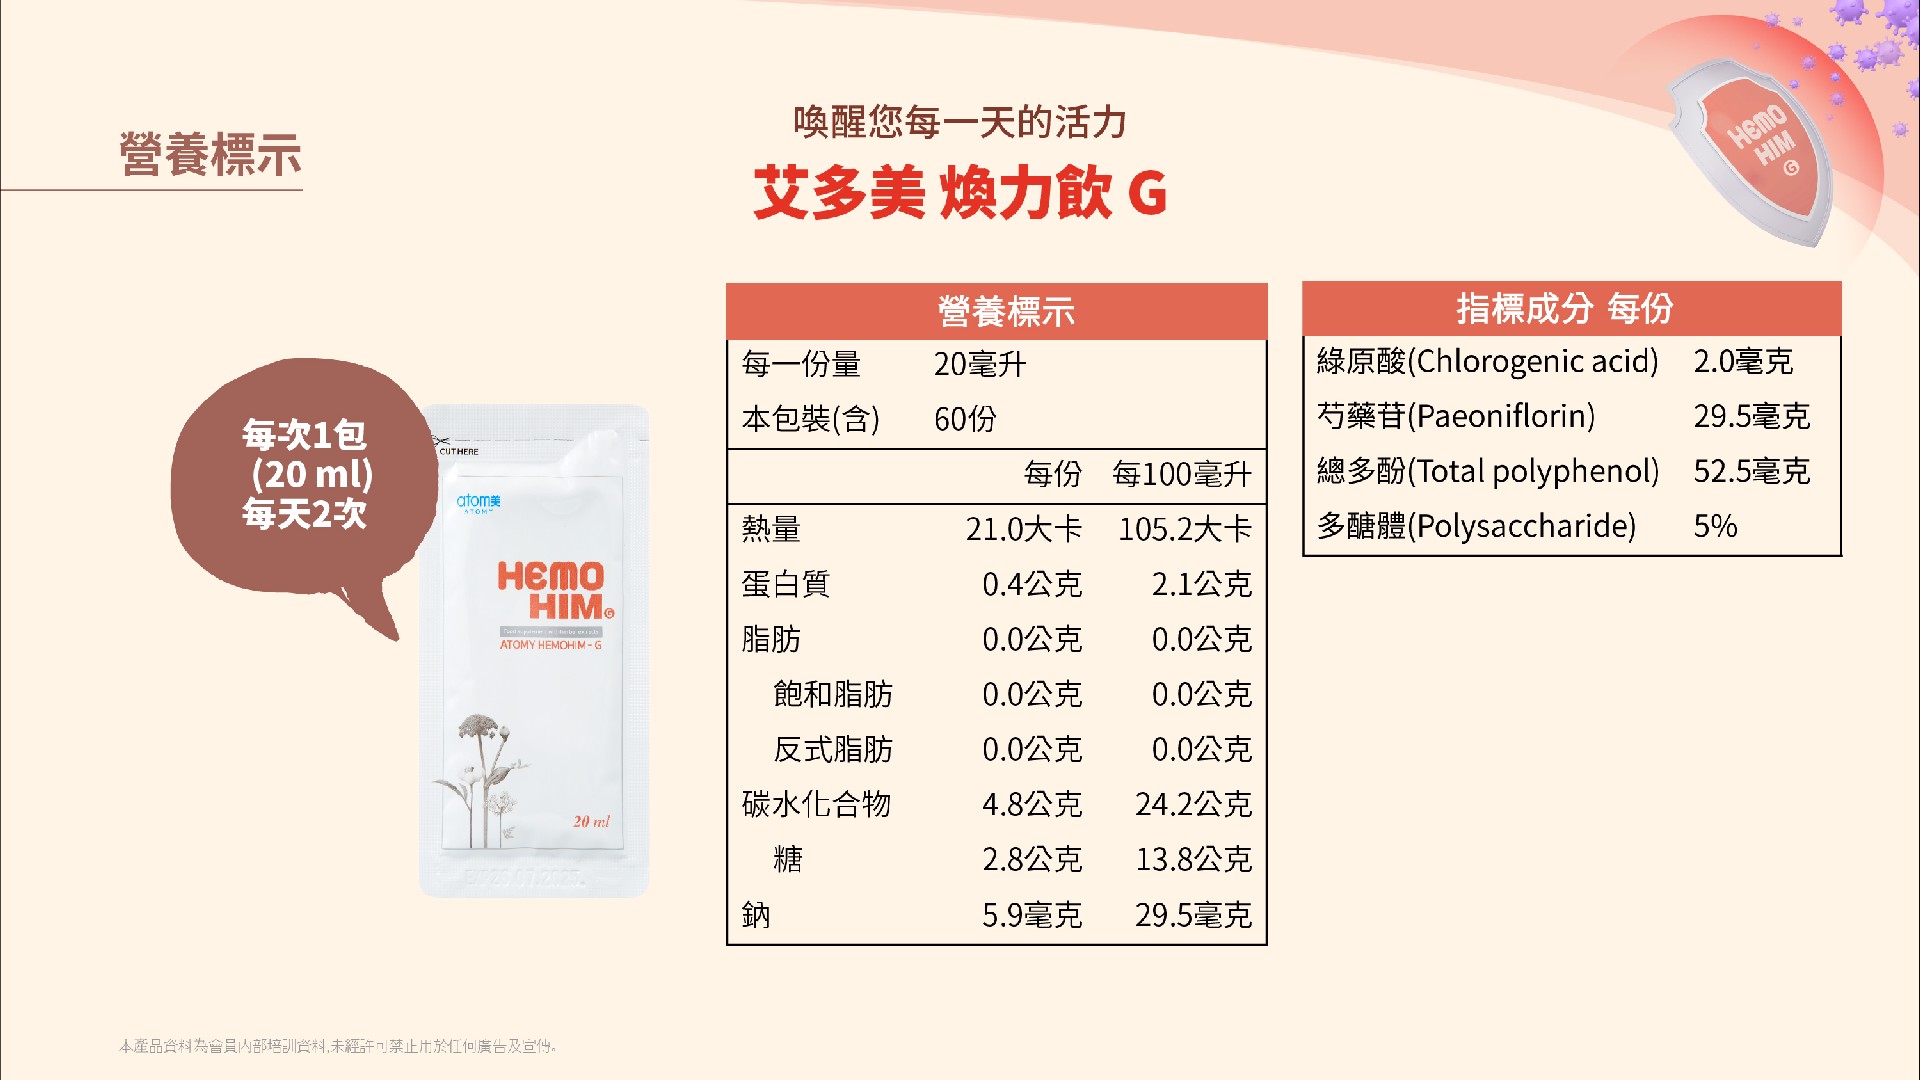 營養標示
喚醒您每一天的活力
艾多美 煥力飲 G
HEMO
HIM
G
每次1包
(20 ml)
每天2次
CUT HERE
atom美
ATOMY
HEMO
HIM G
ATOMY HEMOHIM - G
20 ml
營養標示
每一份量 20毫升
本包裝(含) 60份
每份 每100毫升
熱量 21.0大卡 105.2大卡
蛋白質 0.4公克 2.1公克
脂肪 0.0公克 0.0公克
飽和脂肪 0.0公克 0.0公克
反式脂肪 0.0公克 0.0公克
碳水化合物 4.8公克 24.2公克
糖 2.8公克 13.8公克
鈉 5.9毫克 29.5毫克
指標成分 每份
綠原酸(Chlorogenic acid) 2.0毫克
芍藥苷(Paeoniflorin) 29.5毫克
總多酚(Total polyphenol) 52.5毫克
多醣體(Polysaccharide) 5%
本產品資料為會員內部培訓資料,未經許可禁止用於任何廣告及宣傳。